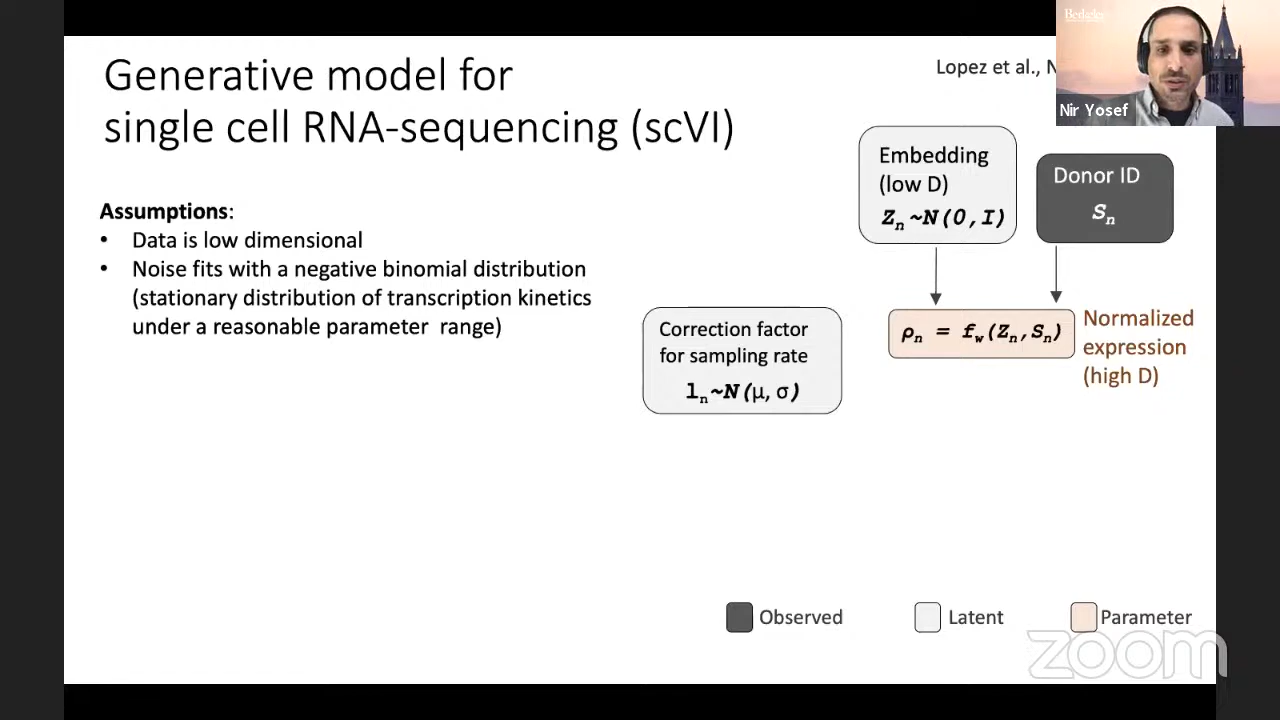 Generative model for
single cell RNA-sequencing (scVI)
Lopez et al., N
Berkeley
Nir Yosef
Assumptions:
• Data is low dimensional
• Noise fits with a negative binomial distribution
(stationary distribution of transcription kinetics
under a reasonable parameter range)
Embedding
(low D)
Zn ~N(0,I)
Donor ID
Sn
Correction factor
for sampling rate
ln~N(μ, σ)
ρn = fw(Zn,Sn)
Normalized
expression
(high D)
Observed
Latent
Parameter
zoom